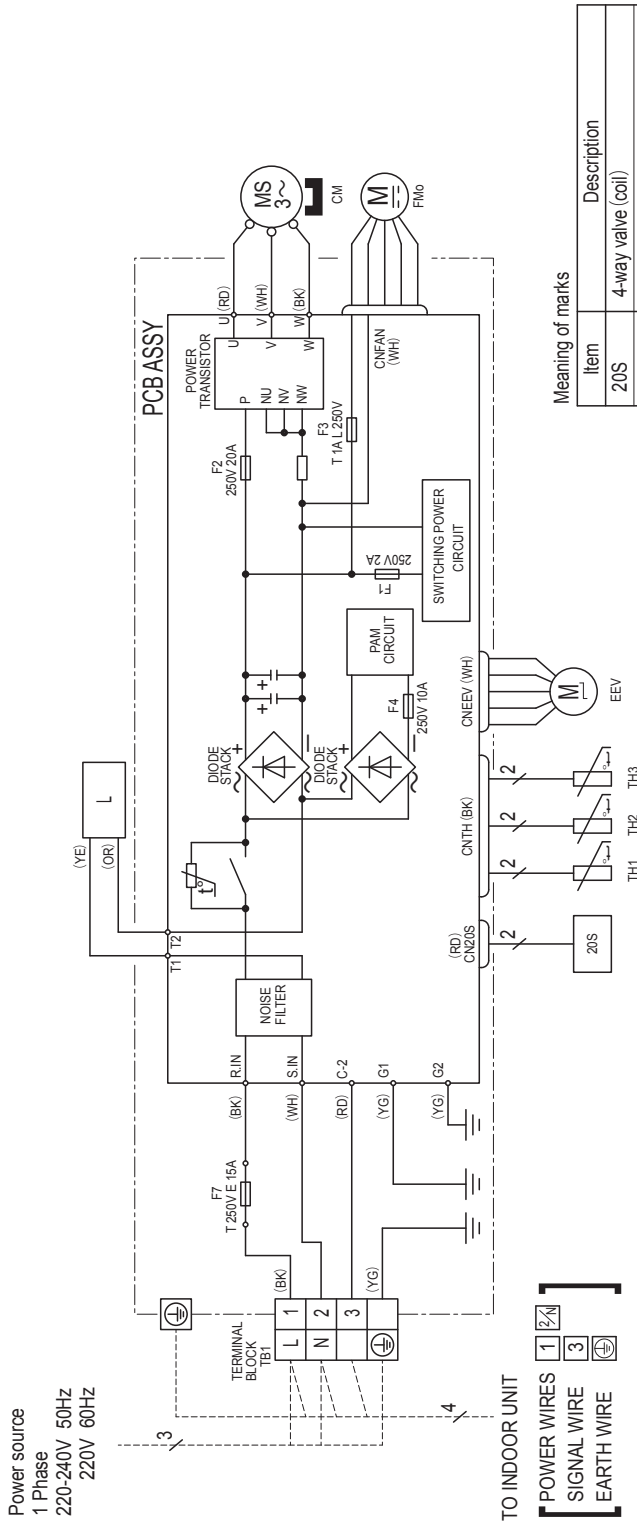 Power source
1 Phase
220-240V 50Hz
220V 60Hz
3
TO INDOOR UNIT
POWER WIRES 1 2/N
SIGNAL WIRE 3
EARTH WIRE
4
TERMINAL
BLOCK
TB1
L 1
N 2
3
(BK)
(YG)
F7
T 250V E 15A
(BK) R.IN
(WH) S.IN
(RD) C-2
(YG) G1
(YG) G2
NOISE
FILTER
T1
T2
(YE)
(OR)
L
t°
DIODE
STACK
+
DIODE
STACK
+
+
+
PAM
CIRCUIT
F4
250V 10A
F1
250V 2A
SWITCHING POWER
CIRCUIT
F2
250V 20A
F3
T 1A L 250V
PCB ASSY
POWER
TRANSISTOR
P
NU
NV
NW
U
V
W
U (RD)
V (WH)
W (BK)
MS
3~
CM
CNFAN
(WH)
M
FMo
(RD)
CN20S
2
20S
CNTH (BK)
2
2
2
TH1
TH2
TH3
CNEEV (WH)
M
EEV
Meaning of marks
Item Description
20S 4-way valve (coil)